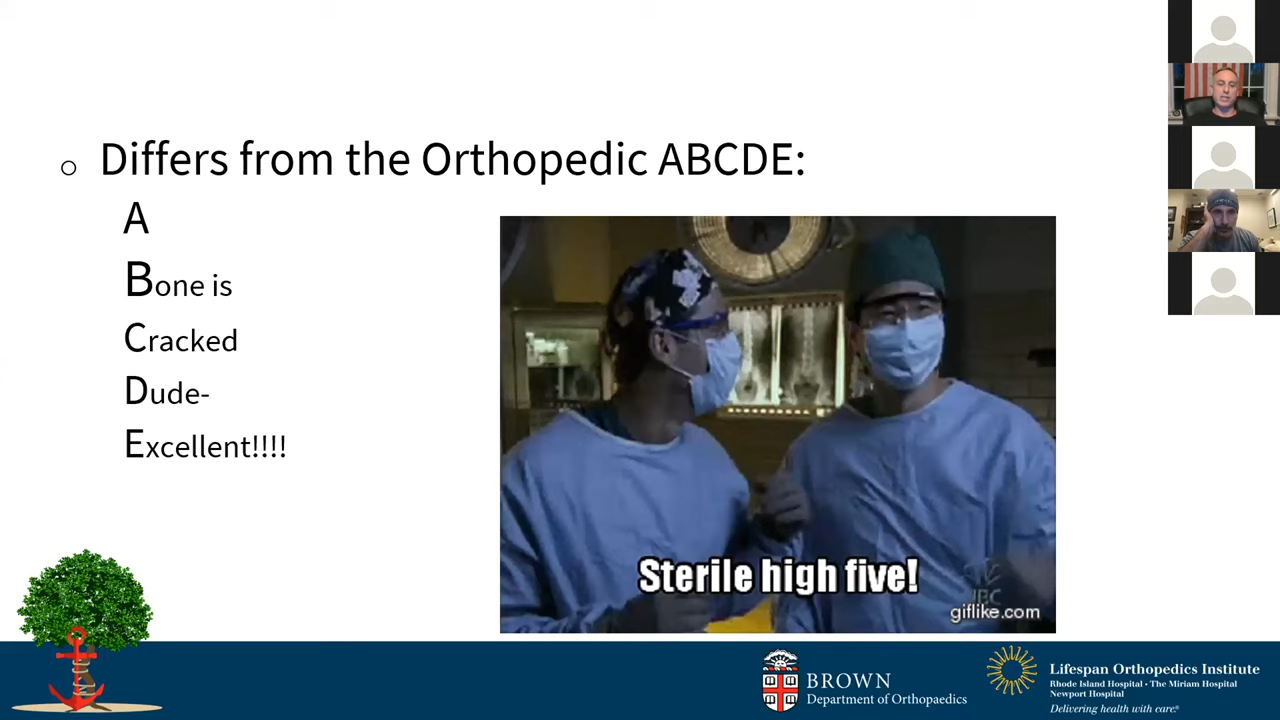 Differs from the Orthopedic ABCDE:
A
Bone is
Cracked
Dude-
Excellent!!!!
Sterile high five!
giflike.com
BROWN
Department of Orthopaedics
Lifespan Orthopedics Institute
Rhode Island Hospital • The Miriam Hospital
Newport Hospital
Delivering health with care.®